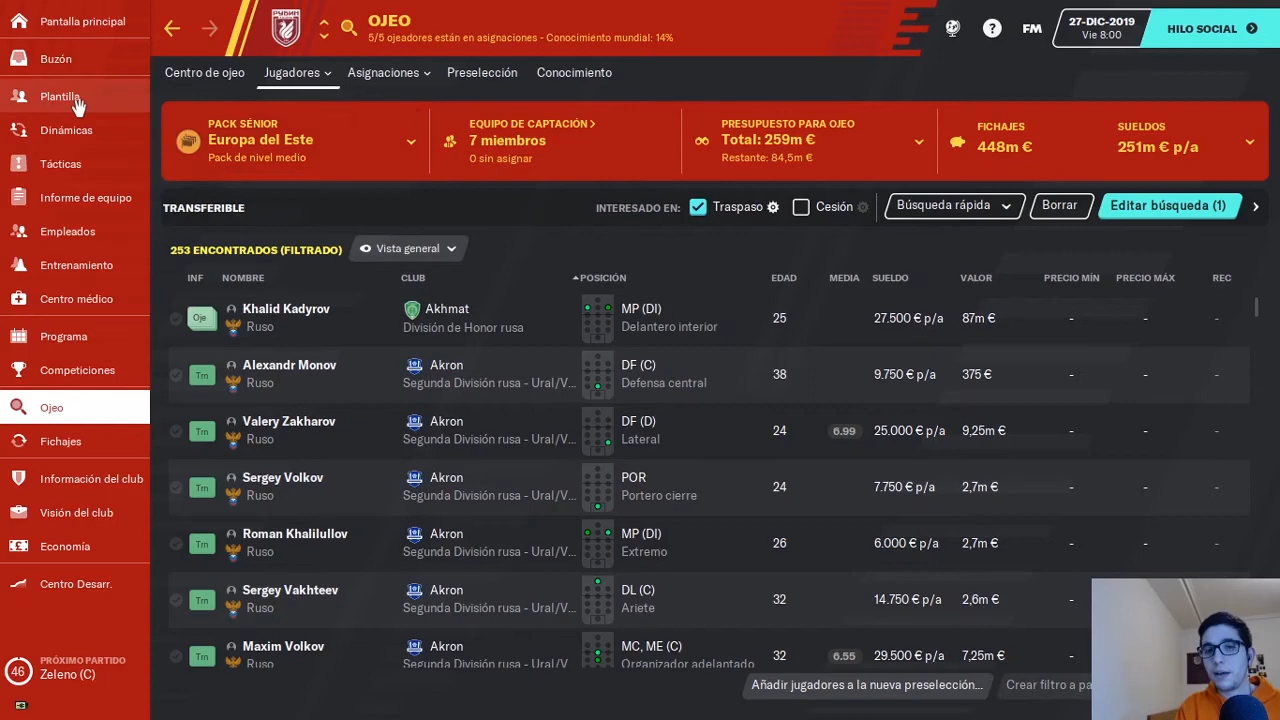 Pantalla principal
Buzón
Plantilla
Dinámicas
Tácticas
Informe de equipo
Empleados
Entrenamiento
Centro médico
Programa
Competiciones
Ojeo
Fichajes
Información del club
Visión del club
Economía
Centro Desarr.
46
PRÓXIMO PARTIDO
Zeleno (C)
РУБИН
OJEO
5/5 ojeadores están en asignaciones - Conocimiento mundial: 14%
?
FM
27-DIC-2019
Vie 8:00
HILO SOCIAL
Centro de ojeo Jugadores Asignaciones Preselección Conocimiento
PACK SÉNIOR
Europa del Este
Pack de nivel medio
EQUIPO DE CAPTACIÓN
7 miembros
0 sin asignar
PRESUPUESTO PARA OJEO
Total: 259m €
Restante: 84,5m €
FICHAJES
448m €
SUELDOS
251m € p/a
TRANSFERIBLE INTERESADO EN: Traspaso Cesión Búsqueda rápida Borrar Editar búsqueda (1)
253 ENCONTRADOS (FILTRADO) Vista general
INF NOMBRE CLUB POSICIÓN EDAD MEDIA SUELDO VALOR PRECIO MÍN PRECIO MÁX REC
Oje Khalid Kadyrov Akhmat MP (DI) 25 27.500 € p/a 87m € - - -
Ruso División de Honor rusa Delantero interior
Trn Alexandr Monov Akron DF (C) 38 9.750 € p/a 375 € - - -
Ruso Segunda División rusa - Ural/V... Defensa central
Trn Valery Zakharov Akron DF (D) 24 6.99 25.000 € p/a 9,25m € - - -
Ruso Segunda División rusa - Ural/V... Lateral
Trn Sergey Volkov Akron POR 24 7.750 € p/a 2,7m € - - -
Ruso Segunda División rusa - Ural/V... Portero cierre
Trn Roman Khalilullov Akron MP (DI) 26 6.000 € p/a 2,7m € - - -
Ruso Segunda División rusa - Ural/V... Extremo
Trn Sergey Vakhteev Akron DL (C) 32 14.750 € p/a 2,6m € -
Ruso Segunda División rusa - Ural/V... Ariete
Trn Maxim Volkov Akron MC, ME (C) 32 6.55 29.500 € p/a 7,25m € -
Ruso Segunda División rusa - Ural/V... Organizador adelantado
Añadir jugadores a la nueva preselección... Crear filtro a pa